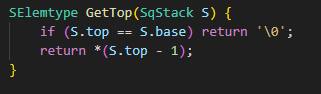 SElemtype GetTop(SqStack S) {
    if (S.top == S.base) return '\0';
    return *(S.top - 1);
}